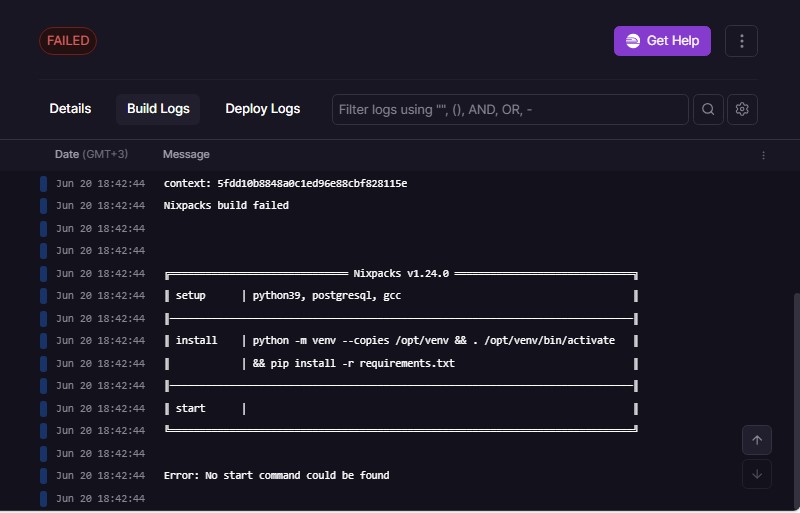 FAILED
Get Help
Details Build Logs Deploy Logs Filter logs using "", (), AND, OR, -
Date (GMT+3) Message
Jun 20 18:42:44 context: 5fdd10b8848a0c1ed96e88cbf828115e
Jun 20 18:42:44 Nixpacks build failed
Jun 20 18:42:44
Jun 20 18:42:44
Jun 20 18:42:44 Nixpacks v1.24.0
Jun 20 18:42:44 setup | python39, postgresql, gcc
Jun 20 18:42:44
Jun 20 18:42:44 install | python -m venv --copies /opt/venv && . /opt/venv/bin/activate
Jun 20 18:42:44 | && pip install -r requirements.txt
Jun 20 18:42:44
Jun 20 18:42:44 start |
Jun 20 18:42:44
Jun 20 18:42:44
Jun 20 18:42:44 Error: No start command could be found
Jun 20 18:42:44